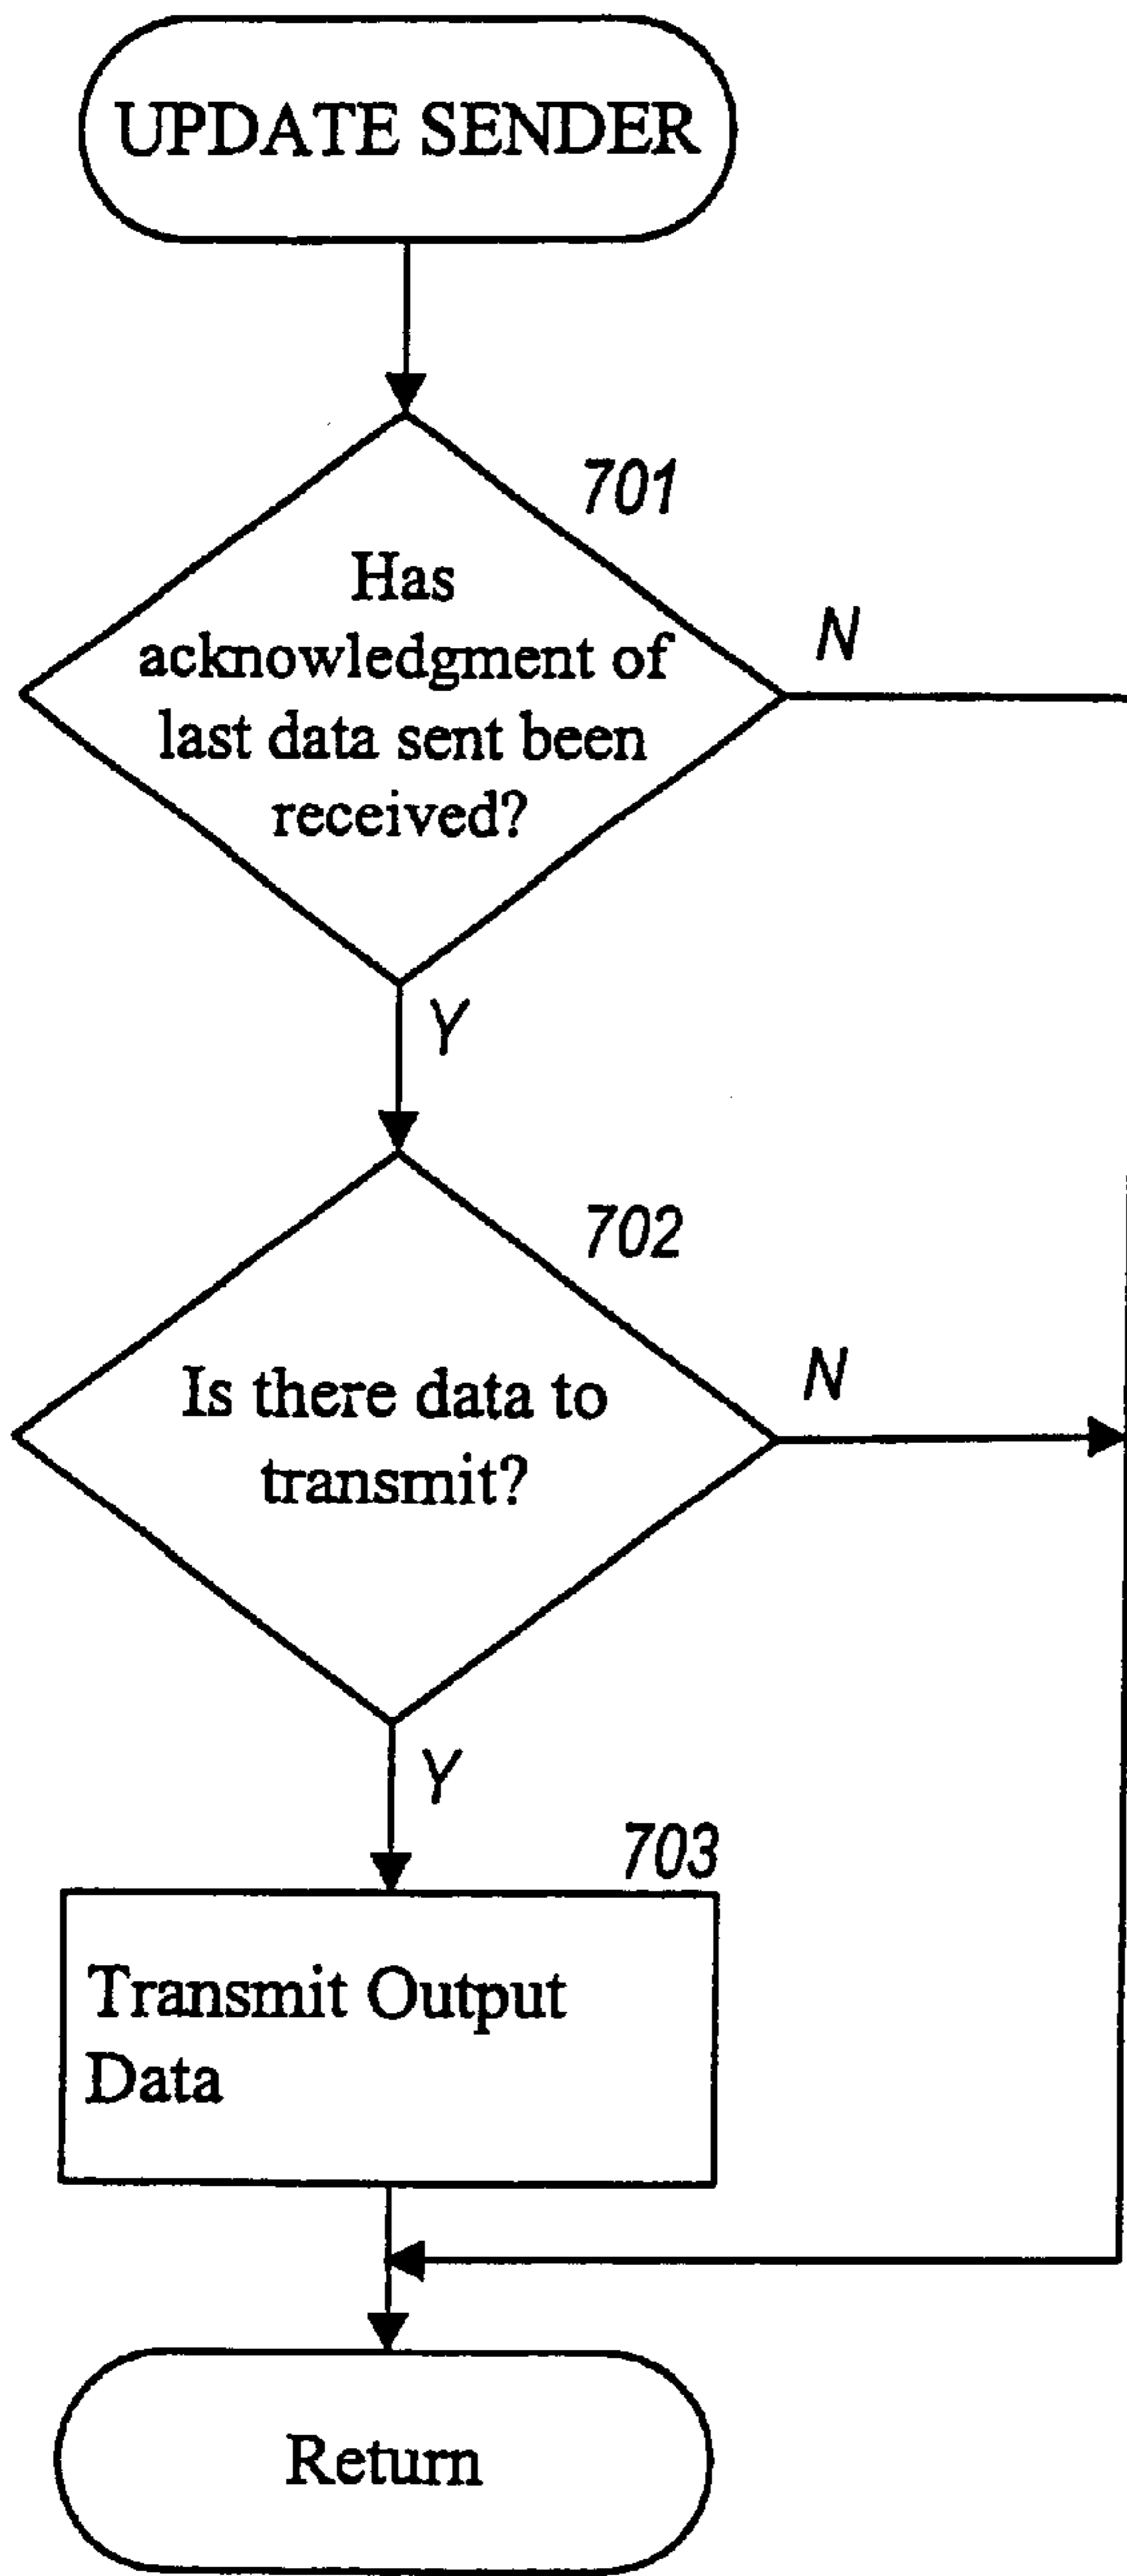 UPDATE SENDER
701
Has
acknowledgment of
last data sent been
received?
N
Y
702
Is there data to
transmit?
N
Y
703
Transmit Output
Data
Return